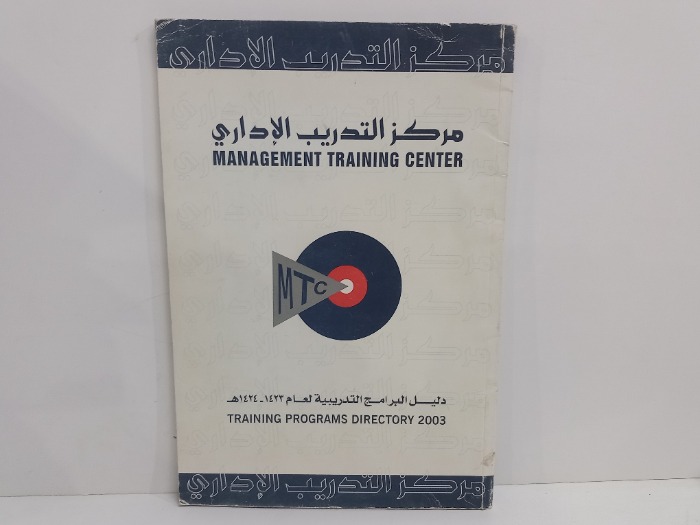 مركز التدريب الإداري
مركز التدريب الإداري
MANAGEMENT TRAINING CENTER
MTC
دليل البرامج التدريبية لعام ١٤٢٣ - ١٤٢٤هـ
TRAINING PROGRAMS DIRECTORY 2003
مركز التدريب الإداري